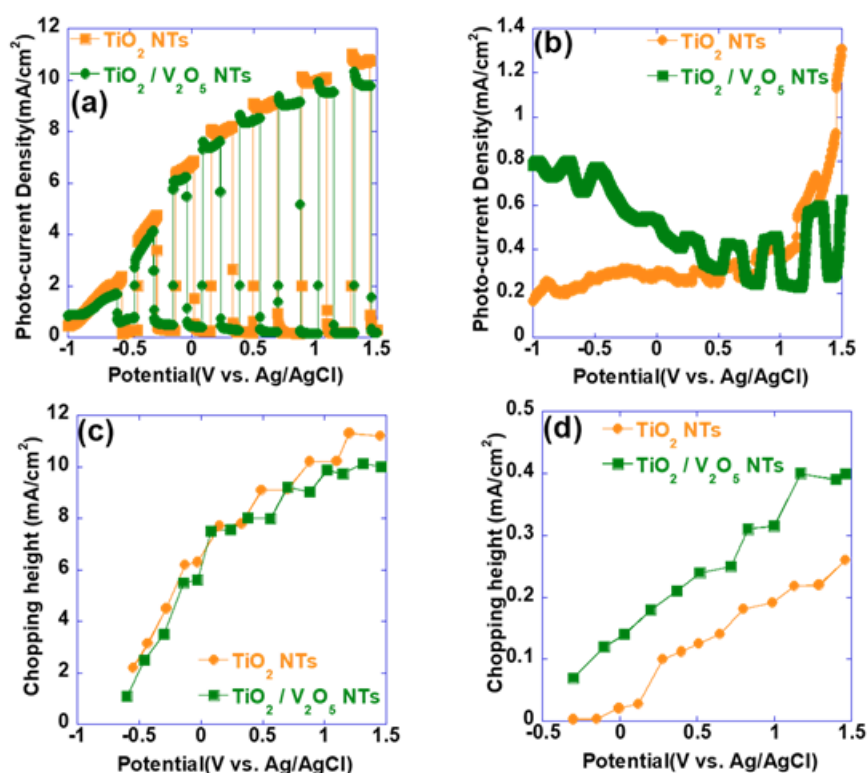 (a)
TiO2 NTs
TiO2 / V2O5 NTs
Photo-current Density(mA/cm2)
12
10
8
6
4
2
0
-1 -0.5 0 0.5 1 1.5
Potential(V vs. Ag/AgCl)
(b)
TiO2 NTs
TiO2 / V2O5 NTs
Photo-current Density(mA/cm2)
1.4
1.2
1
0.8
0.6
0.4
0.2
0
-1 -0.5 0 0.5 1 1.5
Potential(V vs. Ag/AgCl)
(c)
TiO2 NTs
TiO2 / V2O5 NTs
Chopping height (mA/cm2)
12
10
8
6
4
2
0
-1 -0.5 0 0.5 1 1.5
Potential(V vs. Ag/AgCl)
(d)
TiO2 NTs
TiO2 / V2O5 NTs
Chopping height (mA/cm2)
0.5
0.4
0.3
0.2
0.1
0
-0.5 0 0.5 1 1.5
Potential(V vs. Ag/AgCl)